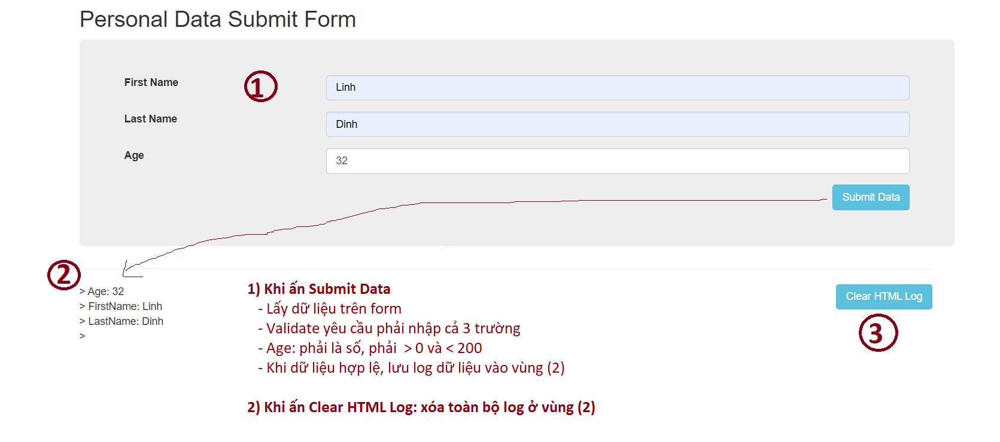 Personal Data Submit Form
First Name
1
Linh
Last Name
Dinh
Age
32
Submit Data
2
> Age: 32
> FirstName: Linh
> LastName: Dinh
>
1) Khi ấn Submit Data
- Lấy dữ liệu trên form
- Validate yêu cầu phải nhập cả 3 trường
- Age: phải là số, phải > 0 và < 200
- Khi dữ liệu hợp lệ, lưu log dữ liệu vào vùng (2)
2) Khi ấn Clear HTML Log: xóa toàn bộ log ở vùng (2)
Clear HTML Log
3